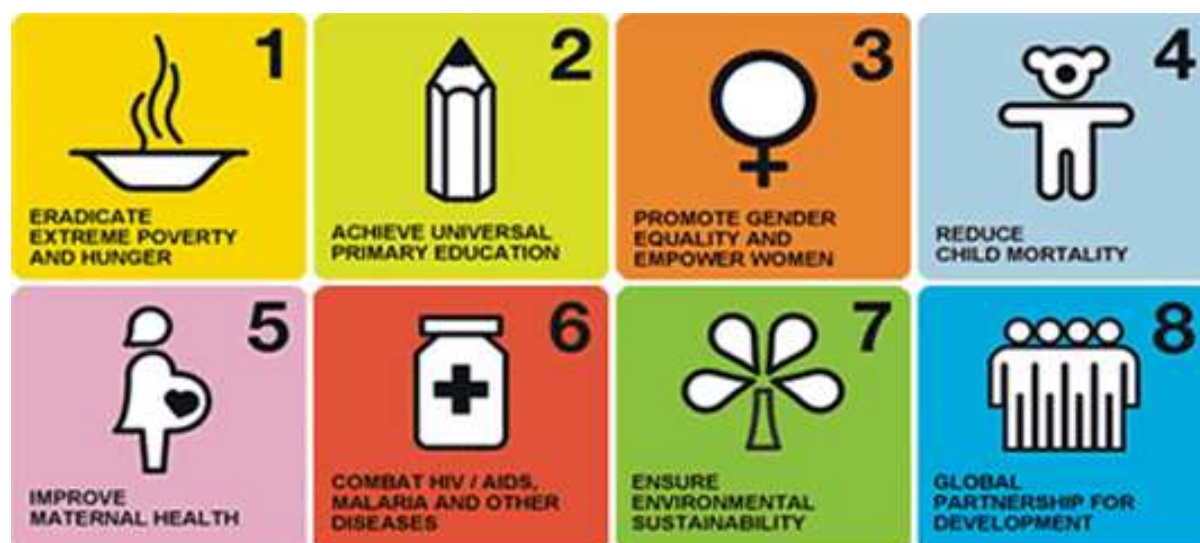 1
ERADICATE
EXTREME POVERTY
AND HUNGER
2
ACHIEVE UNIVERSAL
PRIMARY EDUCATION
3
PROMOTE GENDER
EQUALITY AND
EMPOWER WOMEN
4
REDUCE
CHILD MORTALITY
5
IMPROVE
MATERNAL HEALTH
6
COMBAT HIV / AIDS,
MALARIA AND OTHER
DISEASES
7
ENSURE
ENVIRONMENTAL
SUSTAINABILITY
8
GLOBAL
PARTNERSHIP FOR
DEVELOPMENT